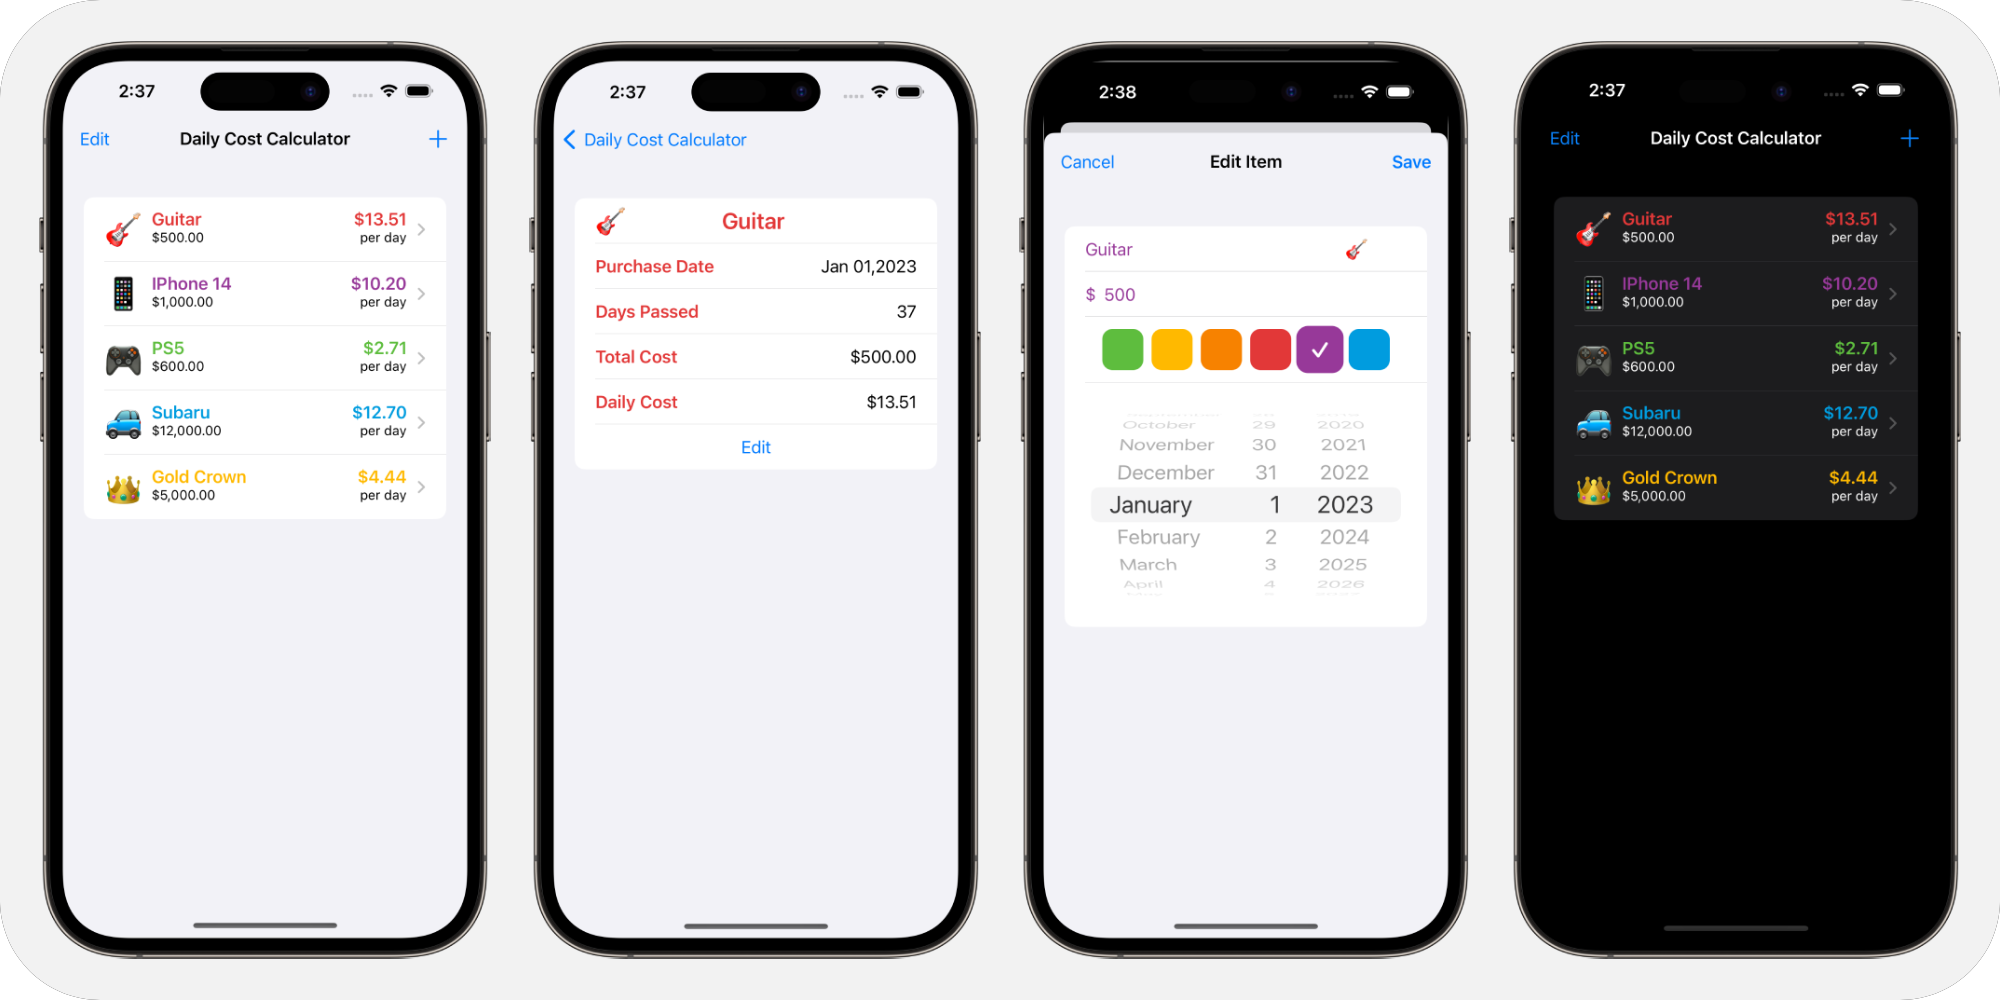 2:37
Edit Daily Cost Calculator +
Guitar $13.51
$500.00 per day
IPhone 14 $10.20
$1,000.00 per day
PS5 $2.71
$600.00 per day
Subaru $12.70
$12,000.00 per day
Gold Crown $4.44
$5,000.00 per day
2:37
Daily Cost Calculator
Guitar
Purchase Date Jan 01,2023
Days Passed 37
Total Cost $500.00
Daily Cost $13.51
Edit
2:38
Cancel Edit Item Save
Guitar
$ 500
October 29 2020
November 30 2021
December 31 2022
January 1 2023
February 2 2024
March 3 2025
April 4 2026
2:37
Edit Daily Cost Calculator +
Guitar $13.51
$500.00 per day
IPhone 14 $10.20
$1,000.00 per day
PS5 $2.71
$600.00 per day
Subaru $12.70
$12,000.00 per day
Gold Crown $4.44
$5,000.00 per day